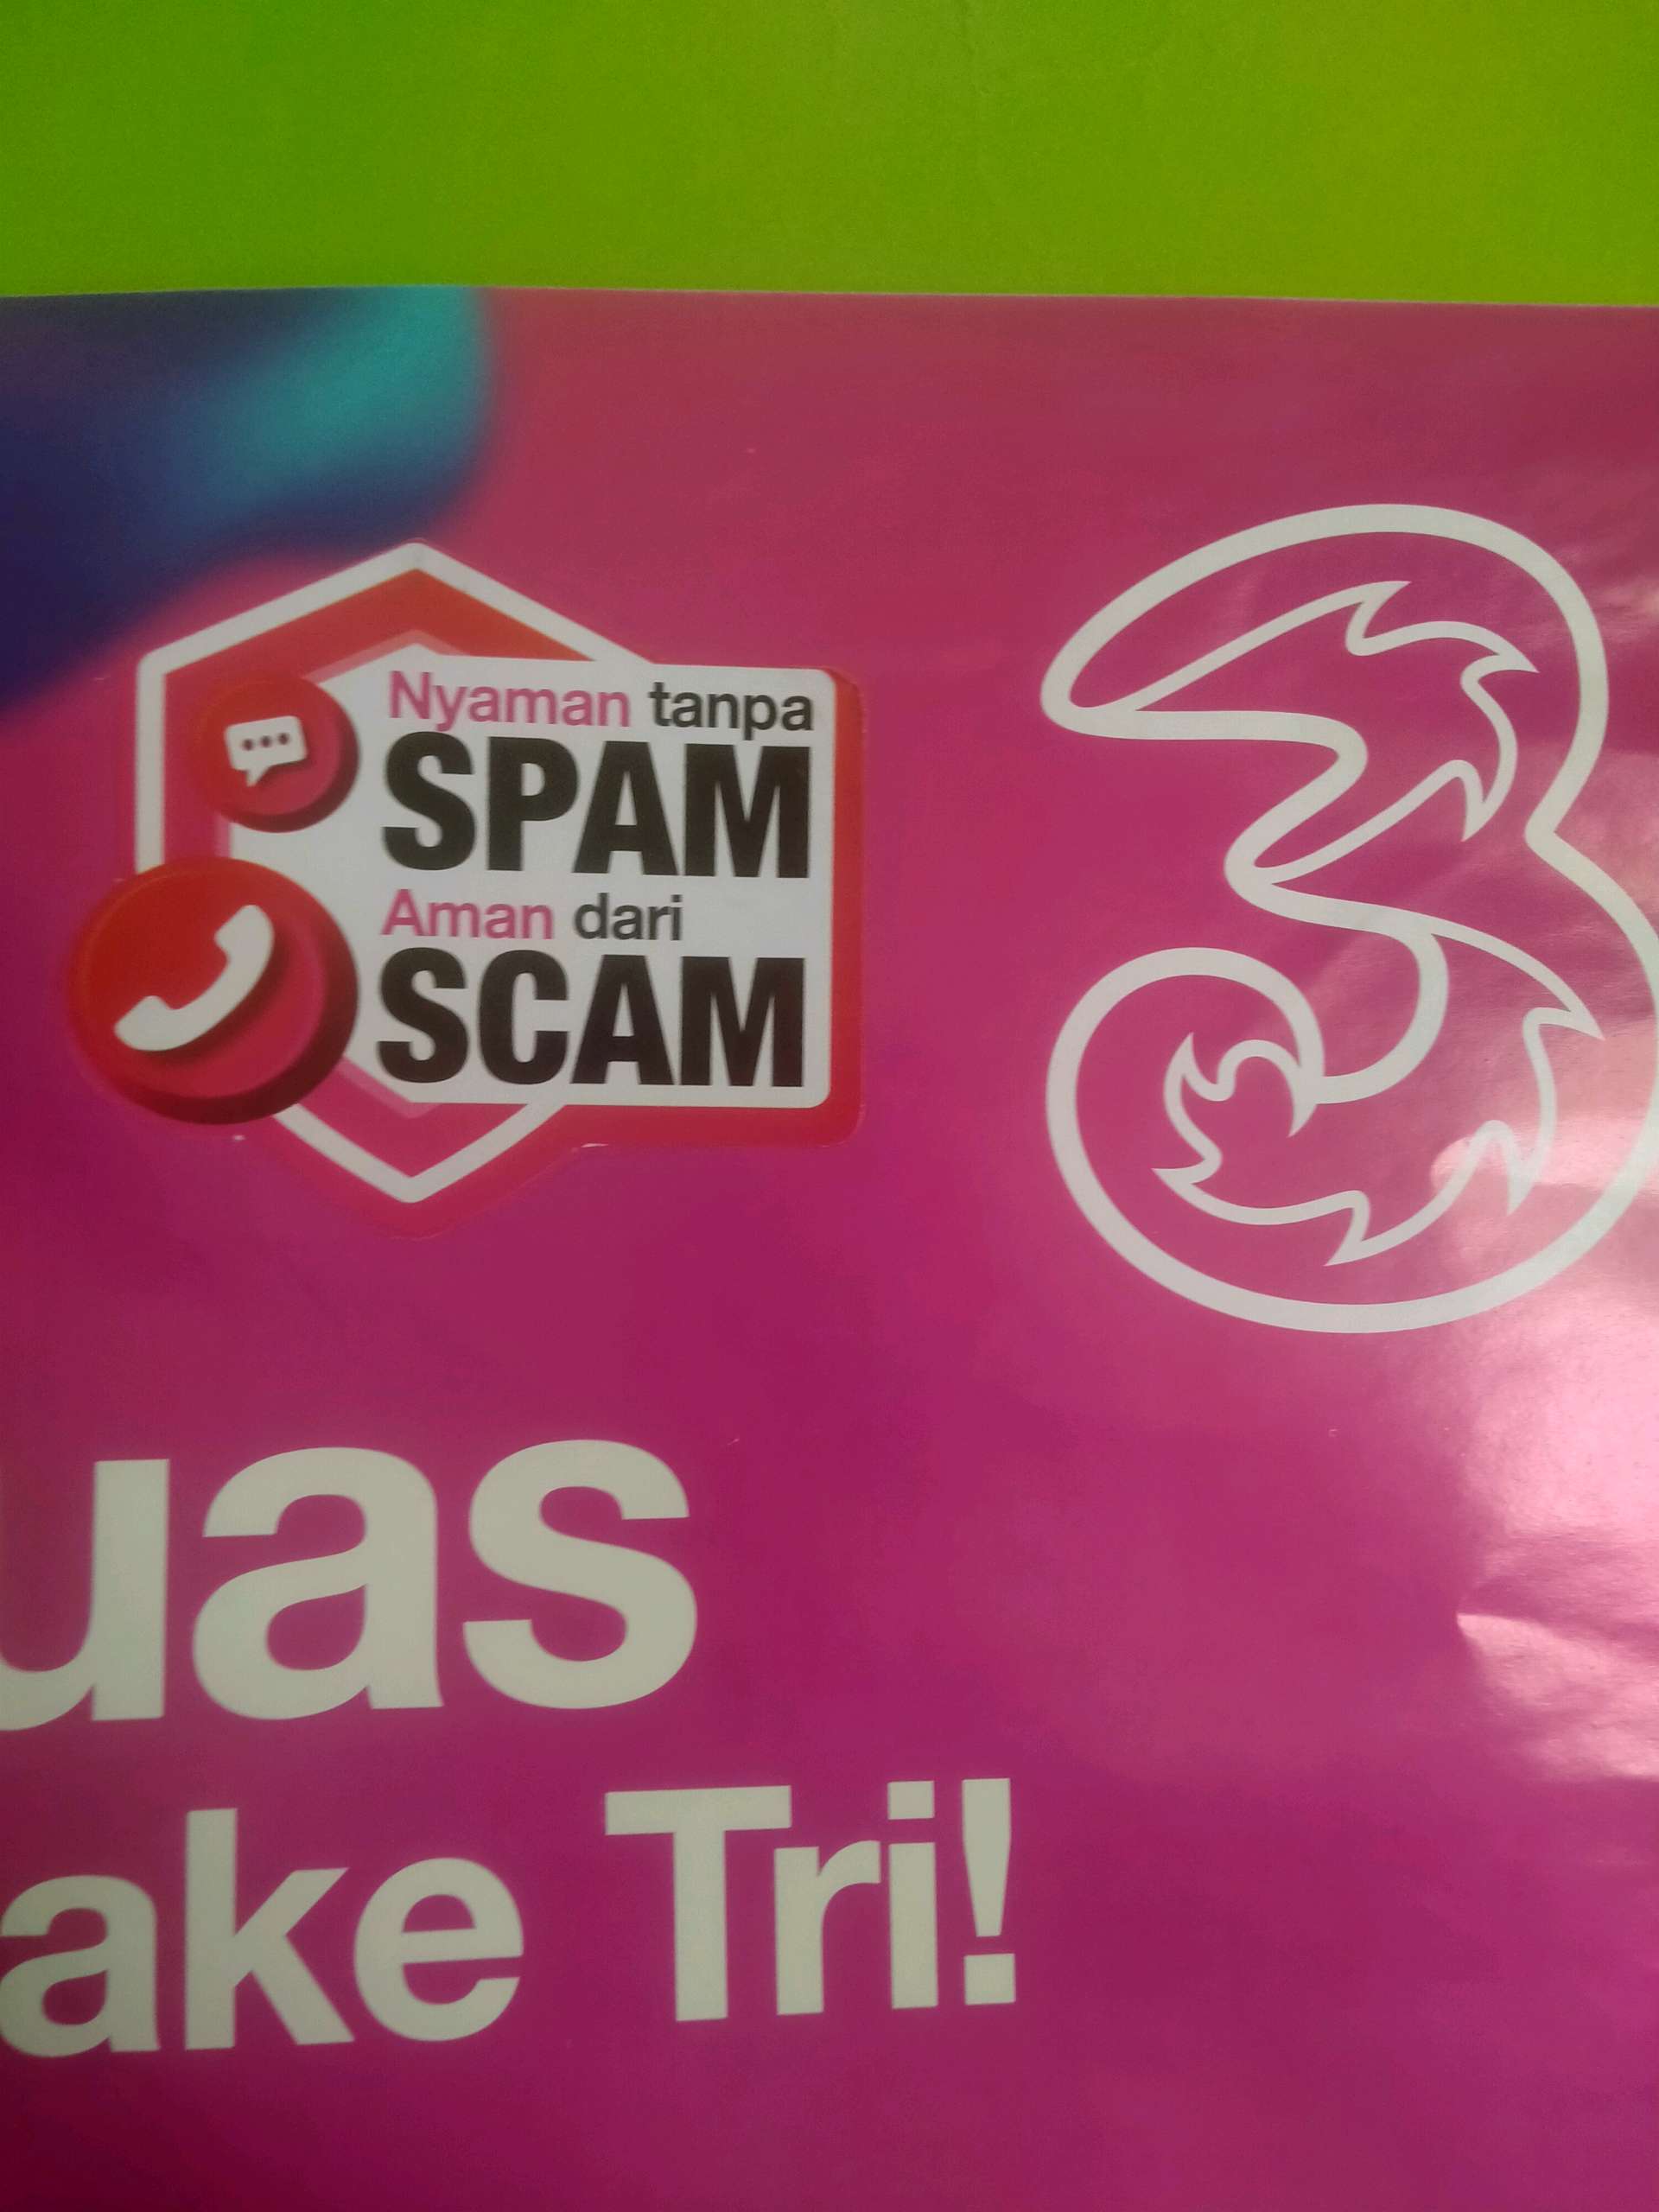 Nyaman tanpa
SPAM
Aman dari
SCAM
3
uas
ake Tri!